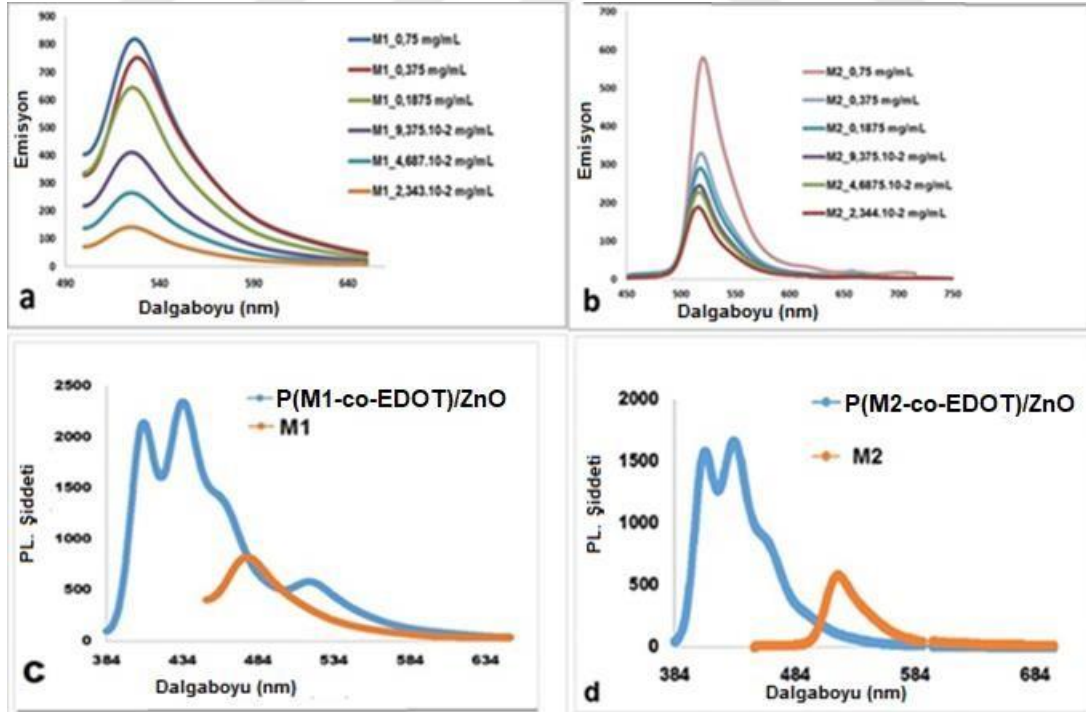 900
800
700
600
500
400
300
200
100
0
Emisyon
M1_0,75 mg/mL
M1_0,375 mg/mL
M1_0,1875 mg/mL
M1_9,375.10-2 mg/mL
M1_4,687.10-2 mg/mL
M1_2,343.10-2 mg/mL
490 540 590 640
a
Dalgaboyu (nm)
700
600
500
400
300
200
100
0
Emisyon
M2_0,75 mg/mL
M2_0,375 mg/mL
M2_0,1875 mg/mL
M2_9,375.10-2 mg/mL
M2_4,6875.10-2 mg/mL
M2_2,344.10-2 mg/mL
450 500 550 600 650 700 750
b
Dalgaboyu (nm)
2500
2000
1500
1000
500
0
PL. Şiddeti
P(M1-co-EDOT)/ZnO
M1
384 434 484 534 584 634
c
Dalgaboyu (nm)
2000
1500
1000
500
0
PL. Şiddeti
P(M2-co-EDOT)/ZnO
M2
384 484 584 684
d
Dalgaboyu (nm)